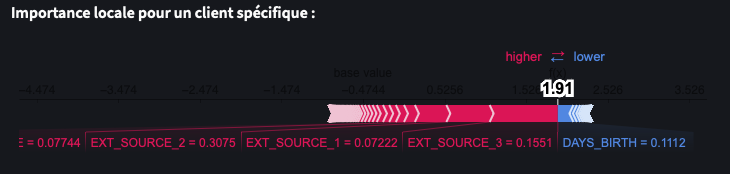 Importance locale pour un client spécifique :
higher ⇄ lower
base value
−4.474 −3.474 −2.474 −1.474 −0.4744 0.5256 1.526 2.526 3.526
1.91
E = 0.07744 EXT_SOURCE_2 = 0.3075 EXT_SOURCE_1 = 0.07222 EXT_SOURCE_3 = 0.1551 DAYS_BIRTH = 0.1112